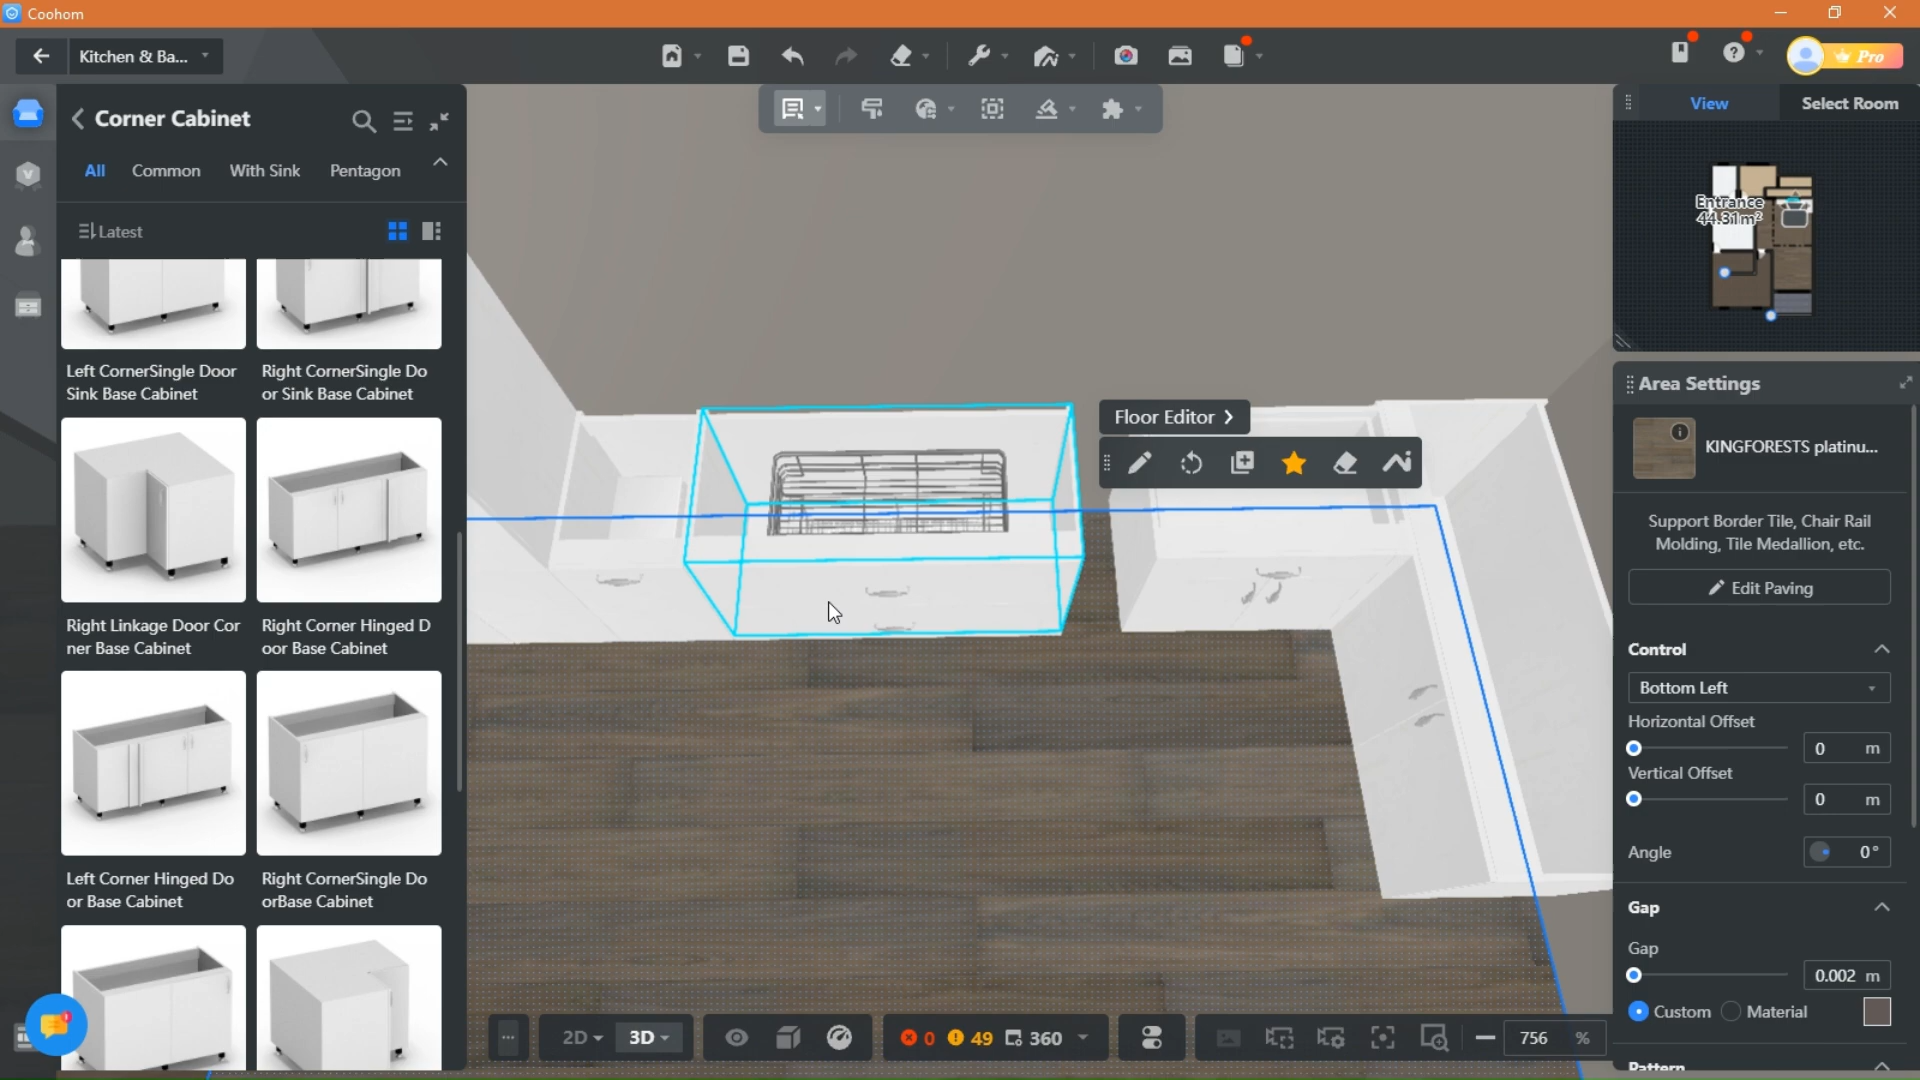 Coohom
Kitchen & Ba...
Pro
Corner Cabinet
All Common With Sink Pentagon
Latest
Left CornerSingle Door
Sink Base Cabinet
Right CornerSingle Do
or Sink Base Cabinet
Right Linkage Door Cor
ner Base Cabinet
Right Corner Hinged D
oor Base Cabinet
Left Corner Hinged Do
or Base Cabinet
Right CornerSingle Do
orBase Cabinet
Floor Editor
View Select Room
Entrance
44.31m²
Area Settings
KINGFORESTS platinu...
Support Border Tile, Chair Rail
Molding, Tile Medallion, etc.
Edit Paving
Control
Bottom Left
Horizontal Offset
0 m
Vertical Offset
0 m
Angle 0°
Gap
Gap
0.002 m
Custom Material
Pattern
2D 3D 0 49 360 756 %